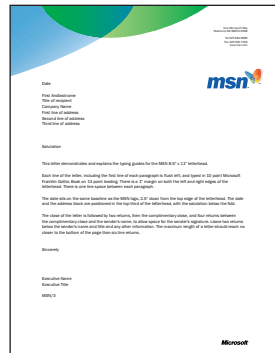 One Microsoft Way
msn
Date
First Andlastname
Title of recipient
Company Name
First line of address
Second line of address
Third line of address
Salutation
This letter demonstrates and explains the typing guides for the MSN 8.5" x 11" letterhead.
Each line of the letter, including the first line of each paragraph is flush left, and typed in 10 point Microsoft
Franklin Gothic Book on 13 point leading. There is a 1" margin on both the left and right edges of the
letterhead. There is one line space between each paragraph.
The date sits on the same baseline as the MSN logo, 2.5" down from the top edge of the letterhead. The date
and the address block are positioned in the top third of the letterhead, with the salutation below the fold.
The close of the letter is followed by two returns, then the complimentary close, and four returns between
the complimentary close and the sender's name, to allow space for the sender's signature. Leave two returns
below the sender's name and title and any other information. The maximum length of a letter should reach no
closer to the bottom of the page than six line returns.
Sincerely
Executive Name
Executive Title
MSN/3
Microsoft